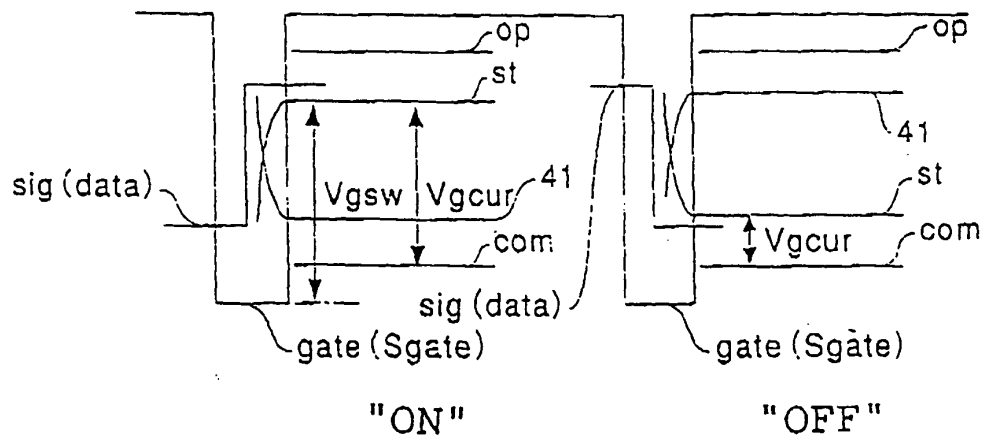 op
st
sig (data)
Vgsw
Vgcur
41
com
gate (Sgate)
"ON"
op
41
st
Vgcur
com
sig (data)
gate (Sgate)
"OFF"